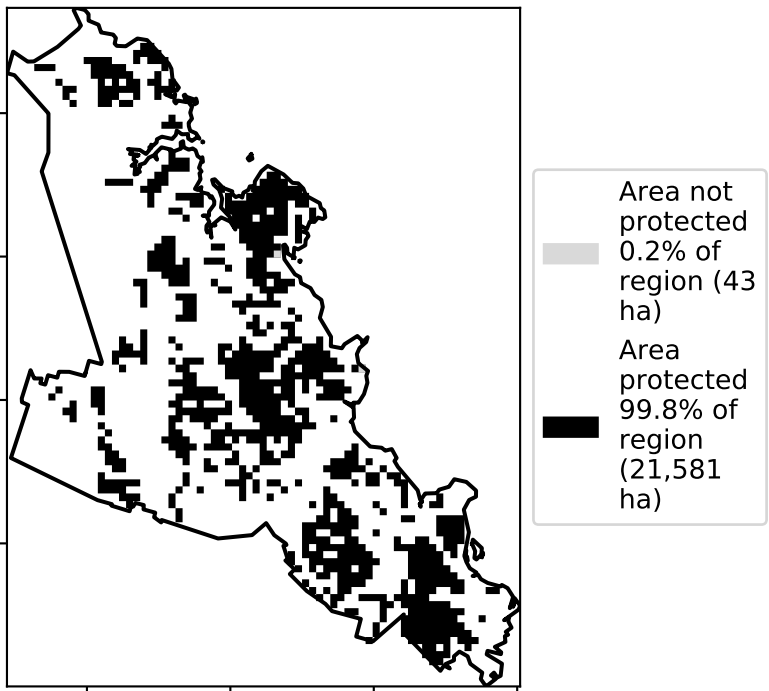 Area not
protected
0.2% of
region (43
ha)
Area
protected
99.8% of
region
(21,581
ha)